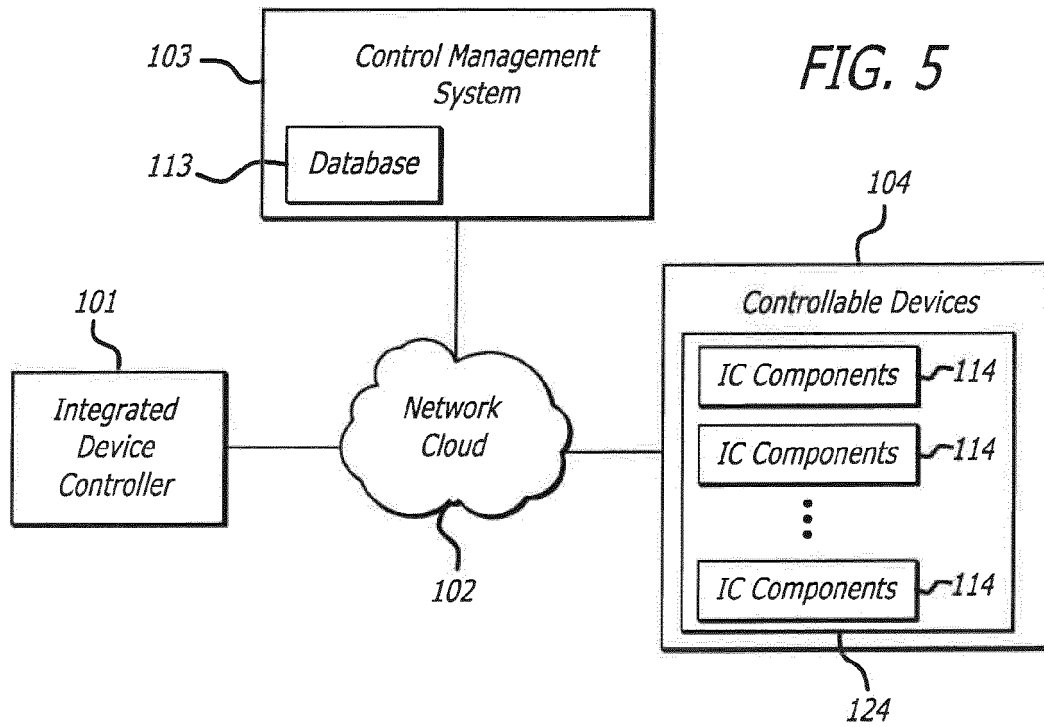 FIG. 5
103
Control Management
System
113
Database
104
Controllable Devices
101
Integrated
Device
Controller
Network
Cloud
102
IC Components
114
IC Components
114
IC Components
114
124